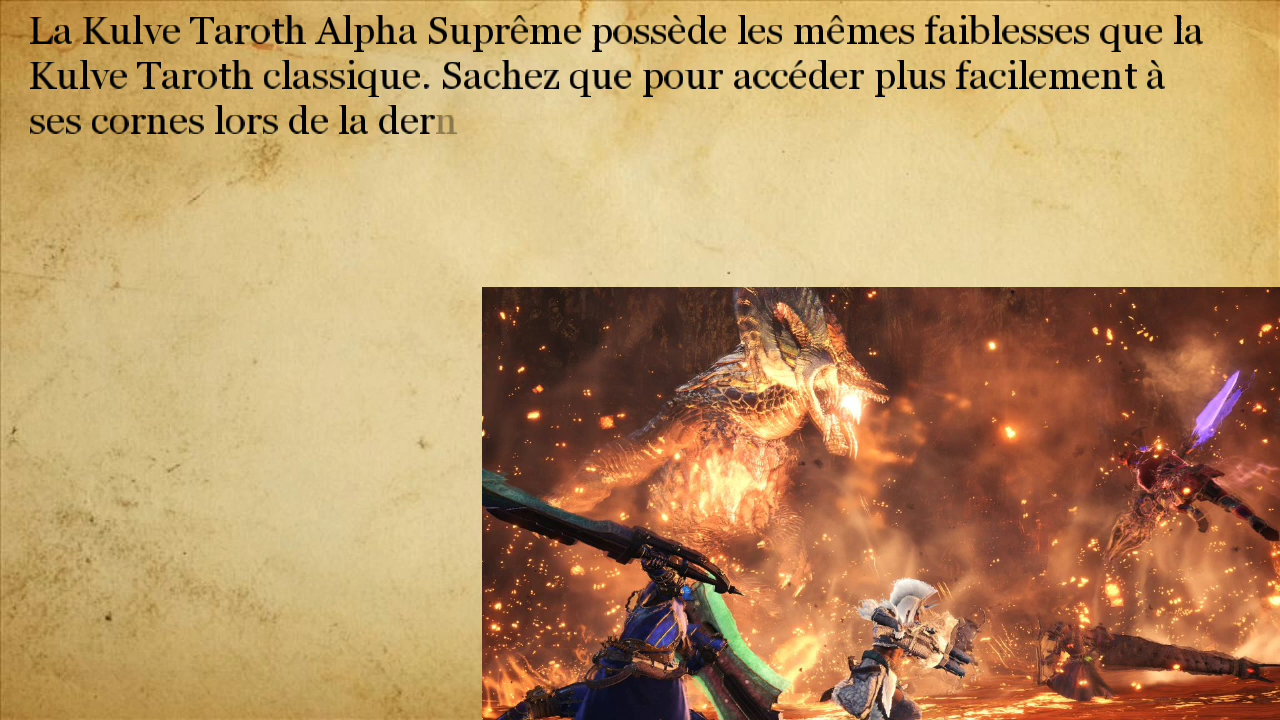 La Kulve Taroth Alpha Suprême possède les mêmes faiblesses que la
Kulve Taroth classique. Sachez que pour accéder plus facilement à
ses cornes lors de la dern